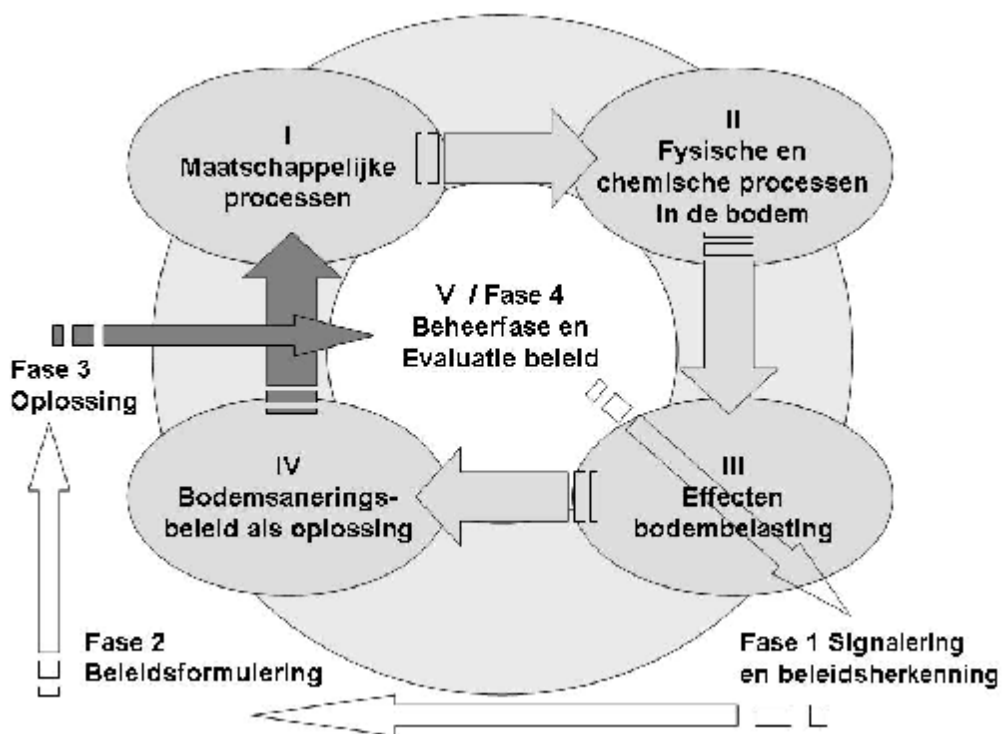 I
Maatschappelijke
processen
II
Fysische en
chemische processen
in de bodem
V / Fase 4
Beheerfase en
Evaluatie beleid
Fase 3
Oplossing
IV
Bodemsanerings-
beleid als oplossing
III
Effecten
bodembelasting
Fase 2
Beleidsformulering
Fase 1 Signalering
en beleidsherkenning